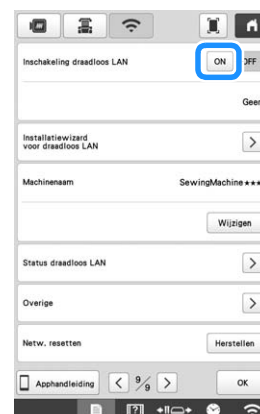 Inschakeling draadloos LAN
ON
OFF
Geen
Installatiewizard
voor draadloos LAN
Machinenaam
SewingMachine★★★
Wijzigen
Status draadloos LAN
Overige
Netw. resetten
Herstellen
Apphandleiding
9/9
OK